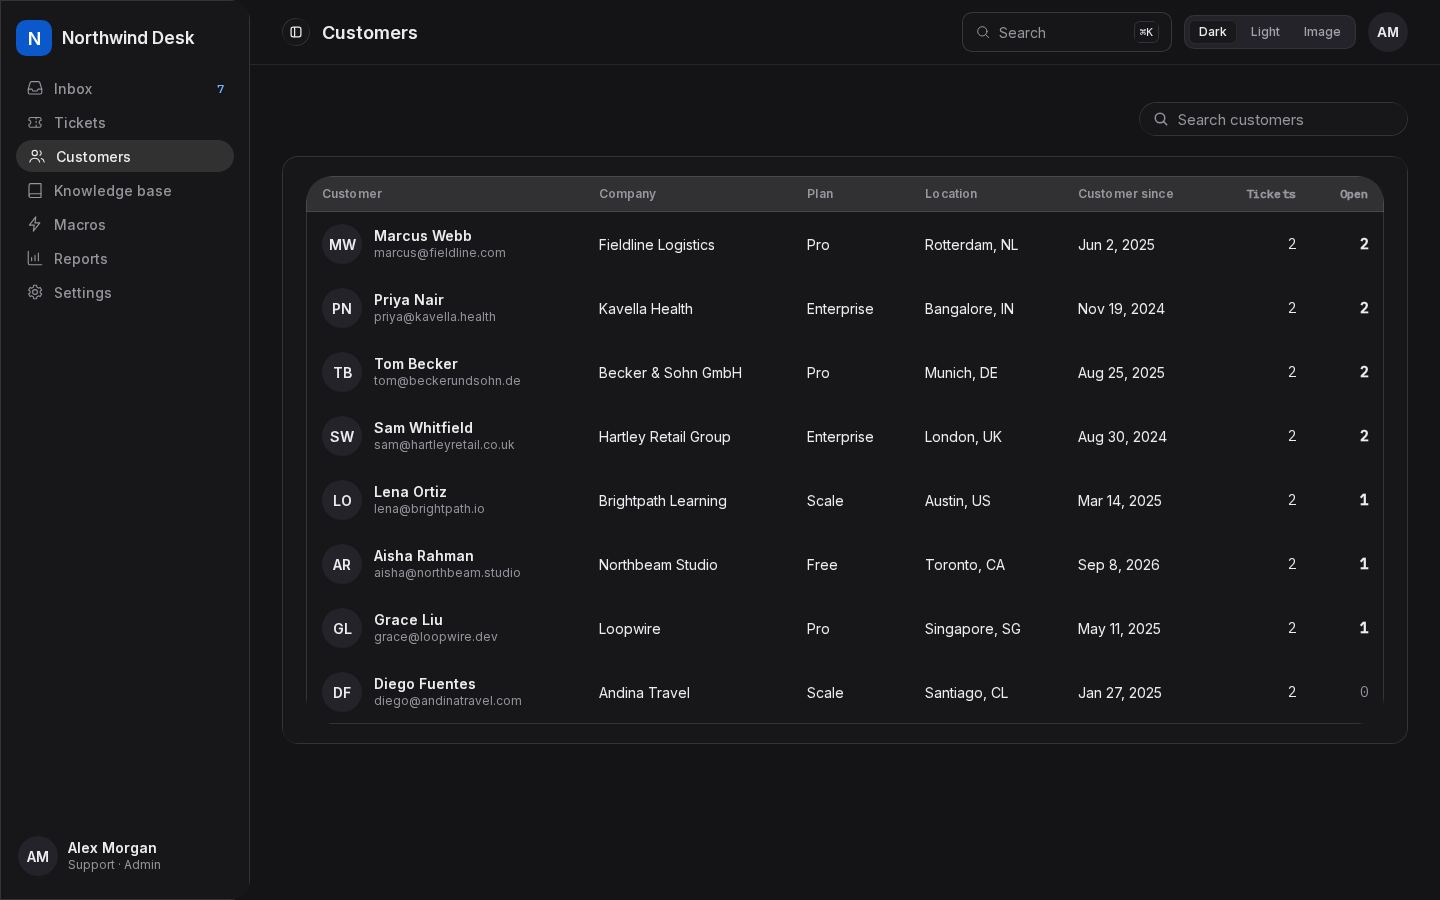 N Northwind Desk
Customers
Search ⌘K
Dark Light Image
AM
Inbox 7
Tickets
Customers
Knowledge base
Macros
Reports
Settings
Search customers
Customer Company Plan Location Customer since Tickets Open
MW Marcus Webb Fieldline Logistics Pro Rotterdam, NL Jun 2, 2025 2 2
marcus@fieldline.com
PN Priya Nair Kavella Health Enterprise Bangalore, IN Nov 19, 2024 2 2
priya@kavella.health
TB Tom Becker Becker & Sohn GmbH Pro Munich, DE Aug 25, 2025 2 2
tom@beckerundsohn.de
SW Sam Whitfield Hartley Retail Group Enterprise London, UK Aug 30, 2024 2 2
sam@hartleyretail.co.uk
LO Lena Ortiz Brightpath Learning Scale Austin, US Mar 14, 2025 2 1
lena@brightpath.io
AR Aisha Rahman Northbeam Studio Free Toronto, CA Sep 8, 2026 2 1
aisha@northbeam.studio
GL Grace Liu Loopwire Pro Singapore, SG May 11, 2025 2 1
grace@loopwire.dev
DF Diego Fuentes Andina Travel Scale Santiago, CL Jan 27, 2025 2 0
diego@andinatravel.com
AM Alex Morgan
Support · Admin